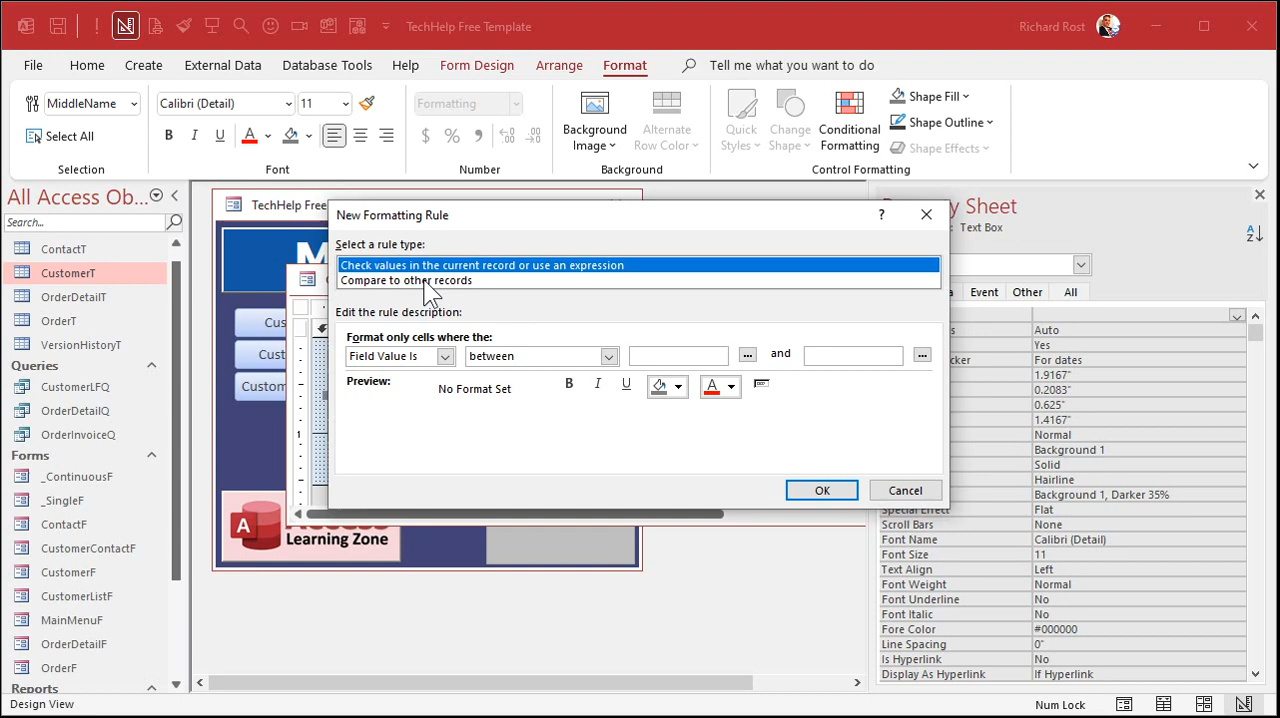 TechHelp Free Template
Richard Rost
File Home Create External Data Database Tools Help Form Design Arrange Format Tell me what you want to do
MiddleName
Select All
Selection
Calibri (Detail) 11
B I U A
Font
Formatting
$ % 9
Number
Background Image
Alternate Row Color
Background
Quick Styles
Change Shape
Conditional Formatting
Shape Fill
Shape Outline
Shape Effects
Control Formatting
All Access Ob...
Search...
ContactT
CustomerT
OrderDetailT
OrderT
VersionHistoryT
Queries
CustomerLFQ
OrderDetailQ
OrderInvoiceQ
Forms
_ContinuousF
_SingleF
ContactF
CustomerContactF
CustomerF
CustomerListF
MainMenuF
OrderDetailF
OrderF
Reports
TechHelp Free
M
Cus
Cust
Custome
1
A
Learning Zone
New Formatting Rule
? ×
Select a rule type:
Check values in the current record or use an expression
Compare to other records
Edit the rule description:
Format only cells where the:
Field Value Is between ... and ...
Preview: No Format Set B I U A
OK Cancel
Sheet
Text Box
Event Other All
Auto
Yes
For dates
1.9167"
0.2083"
0.625"
1.4167"
Normal
Background 1
Solid
Hairline
Background 1, Darker 35%
Special Effect Flat
Scroll Bars None
Font Name Calibri (Detail)
Font Size 11
Text Align Left
Font Weight Normal
Font Underline No
Font Italic No
Fore Color #000000
Line Spacing 0"
Is Hyperlink No
Display As Hyperlink If Hyperlink
Design View
Num Lock